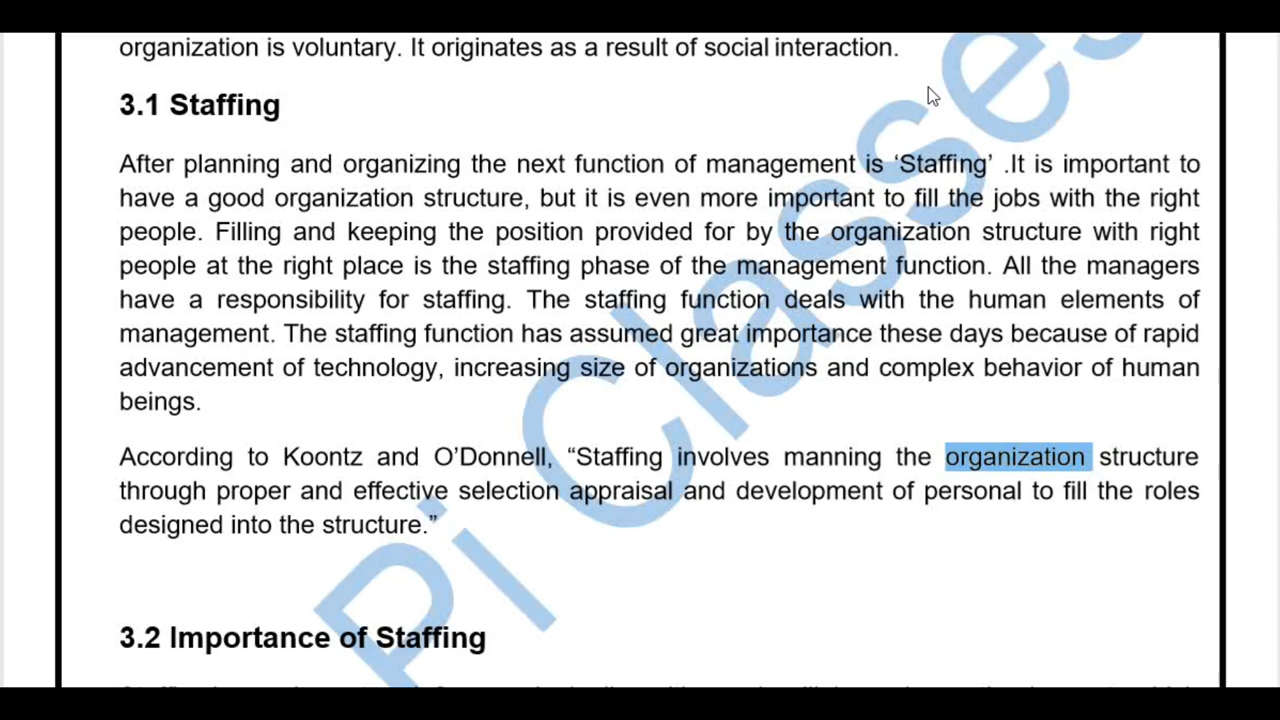 organization is voluntary. It originates as a result of social interaction.
3.1 Staffing
After planning and organizing the next function of management is ‘Staffing’ .It is important to
have a good organization structure, but it is even more important to fill the jobs with the right
people. Filling and keeping the position provided for by the organization structure with right
people at the right place is the staffing phase of the management function. All the managers
have a responsibility for staffing. The staffing function deals with the human elements of
management. The staffing function has assumed great importance these days because of rapid
advancement of technology, increasing size of organizations and complex behavior of human
beings.
According to Koontz and O’Donnell, “Staffing involves manning the organization structure
through proper and effective selection appraisal and development of personal to fill the roles
designed into the structure.”
3.2 Importance of Staffing
Pi Classes